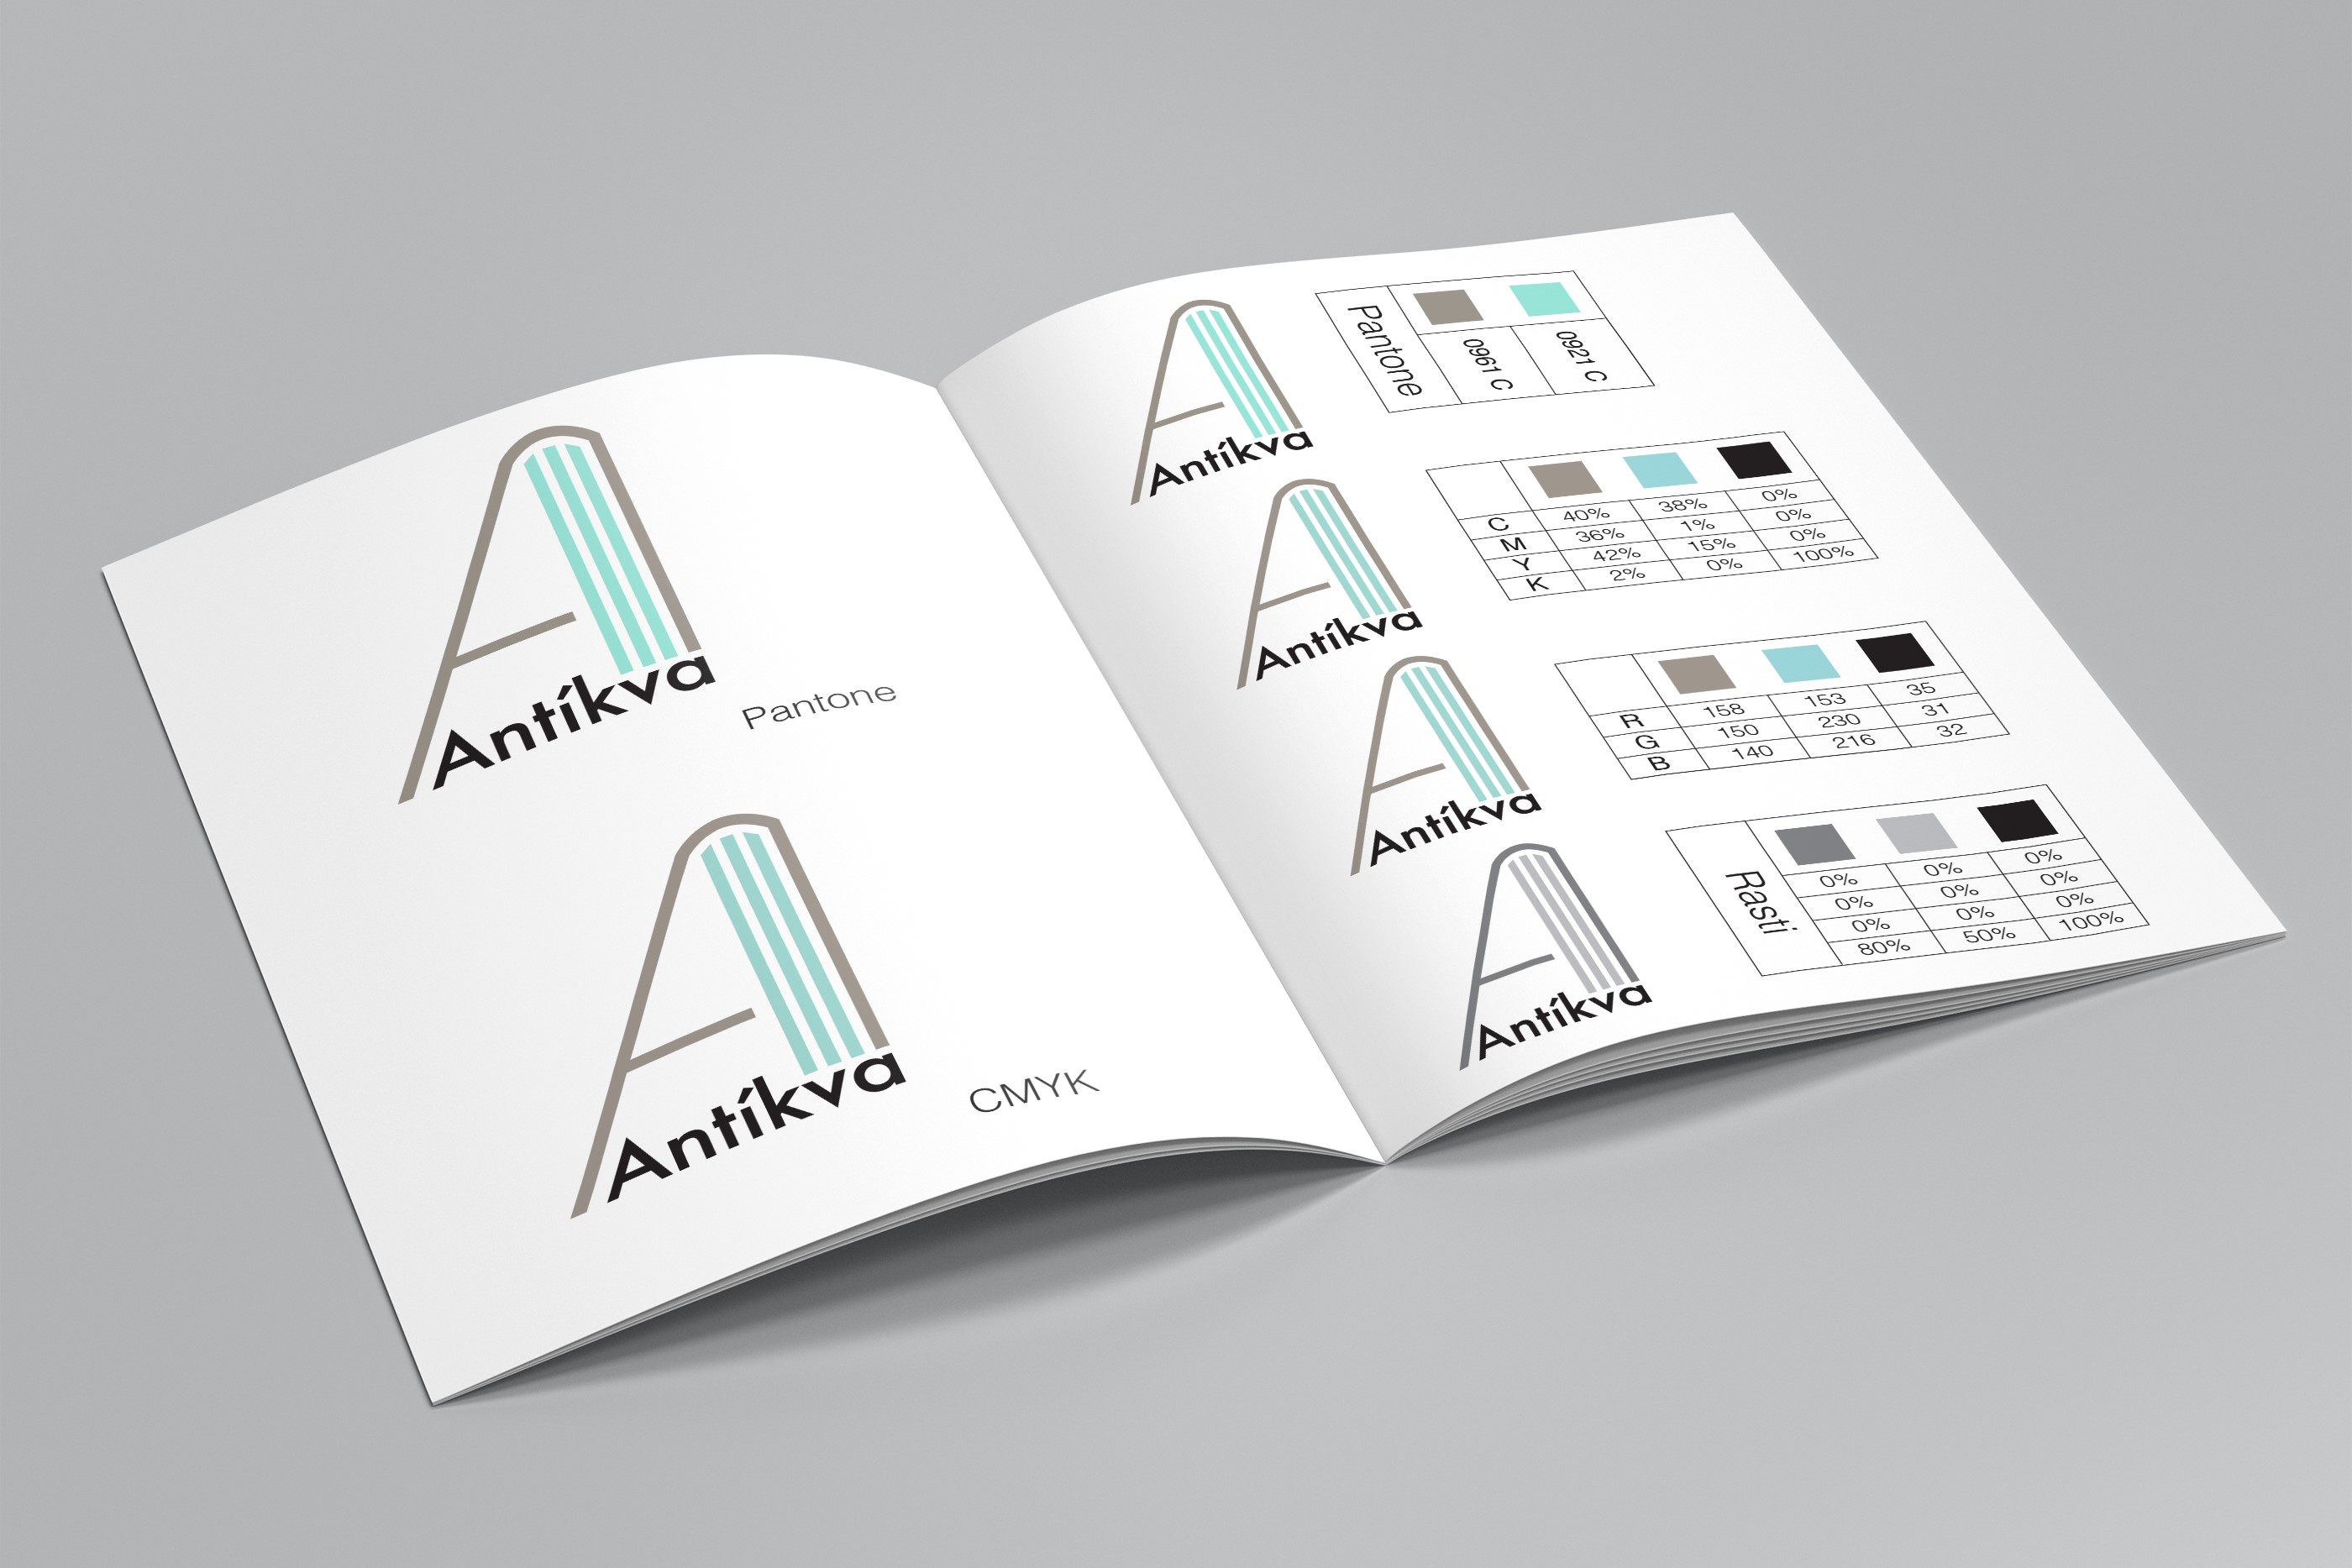 Antíkva
Pantone
Antíkva
CMYK
Antíkva
Pantone
0961 C 0921 C
Antíkva
C 40% 38% 0%
M 36% 1% 0%
Y 42% 15% 0%
K 2% 0% 100%
Antíkva
R 158 153 35
G 150 230 31
B 140 216 32
Antíkva
Rasti
0% 0% 0%
0% 0% 0%
0% 0% 0%
80% 50% 100%